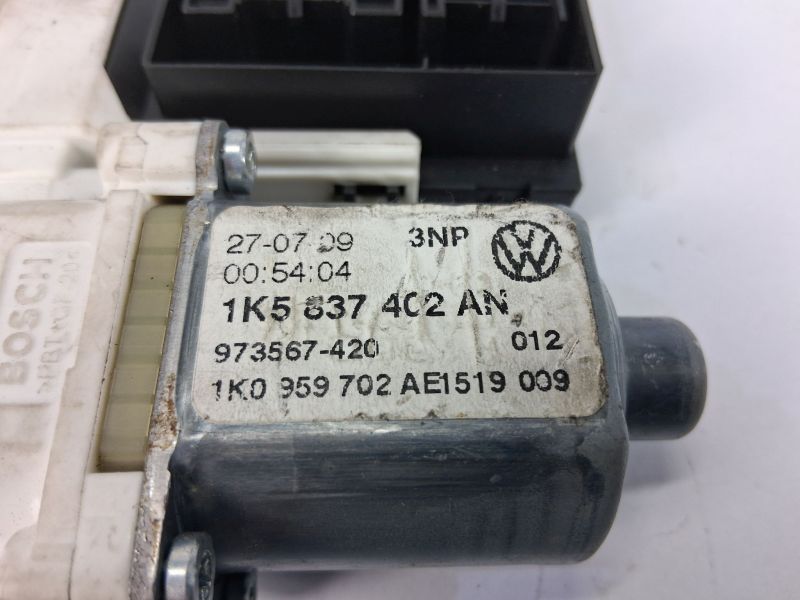 27-07-09 3NP
00:54:04
1K5 837 402 AN
973567-420 012
1K0 959 702 AE1519 009
BOSCH